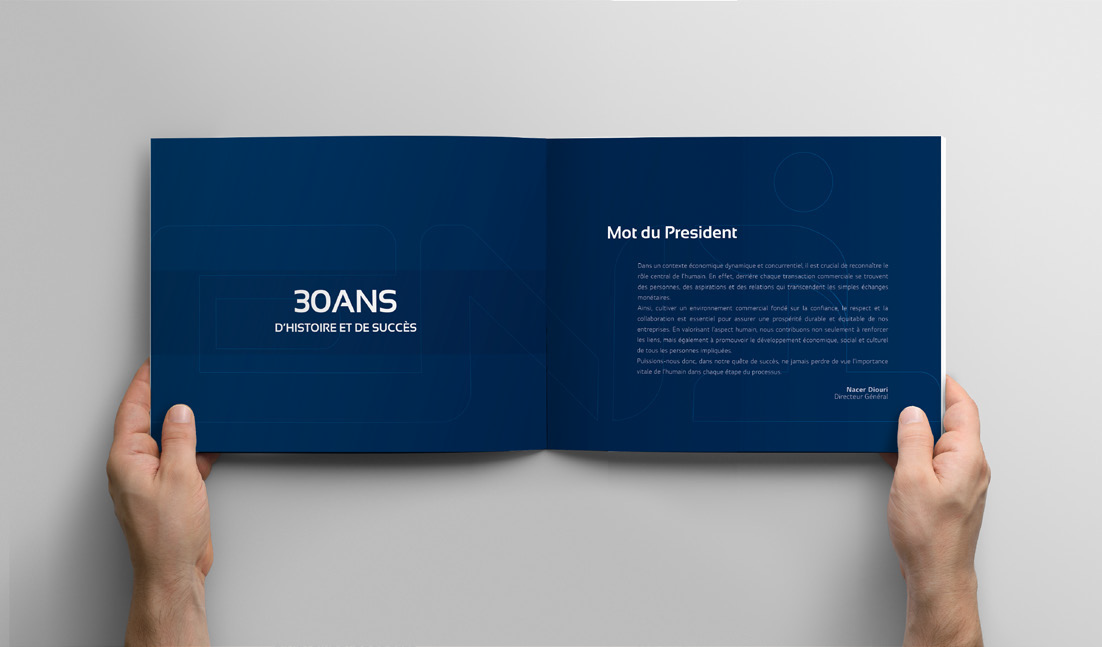 30ANS
D'HISTOIRE ET DE SUCCÈS
Mot du President
Dans un contexte économique dynamique et concurrentiel, il est crucial de reconnaître le
rôle central de l'humain. En effet, derrière chaque transaction commerciale se trouvent
des personnes, des aspirations et des relations qui trancendent les simples échanges
monétaires.
Ainsi, cultiver un environnement commercial fondé sur la confiance, le respect et la
collaboration est essentiel pour assurer une prospérité durable et équitable de nos
entreprises. En valorisant l'aspect humain, nous contribuons non seulement à renforcer
les liens, mais également à promouvoir le développement économique, social et culturel
de tous les personnes impliquées.
Puissions-nous donc, dans notre quête de succès, ne jamais perdre de vue l'importance
vitale de l'humain dans chaque étape du processus.
Nacer Diouri
Directeur Général